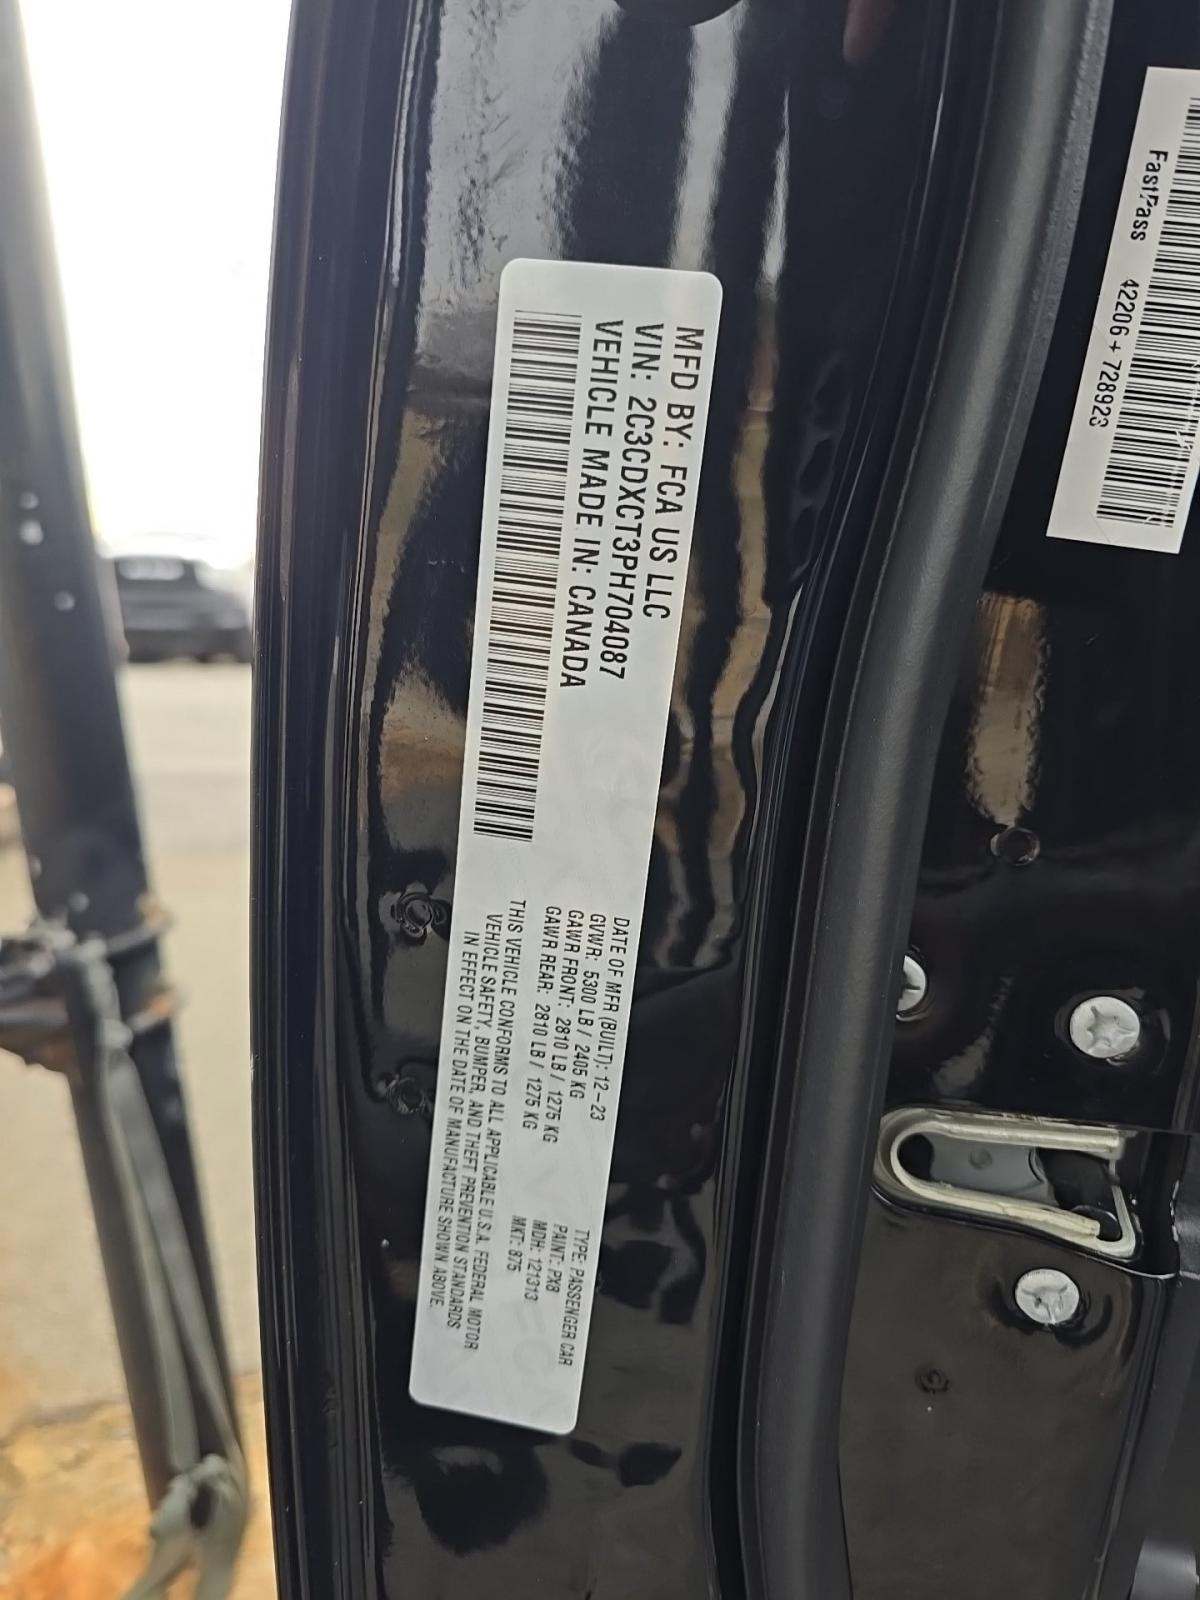 MFD BY: FCA US LLC
VIN: 2C3CDXCT3PH704087
VEHICLE MADE IN: CANADA
DATE OF MFR (BUILT): 12-23
GVWR: 5300 LB / 2405 KG
GAWR FRONT: 2810 LB / 1275 KG
GAWR REAR: 2810 LB / 1275 KG
THIS VEHICLE CONFORMS TO ALL APPLICABLE U.S.A. FEDERAL MOTOR
VEHICLE SAFETY, BUMPER, AND THEFT PREVENTION STANDARDS
IN EFFECT ON THE DATE OF MANUFACTURE SHOWN ABOVE.
TYPE: PASSENGER CAR
PAINT: PX8
MDH: 121313
MKT: 875
FastPass 42206 + 728923